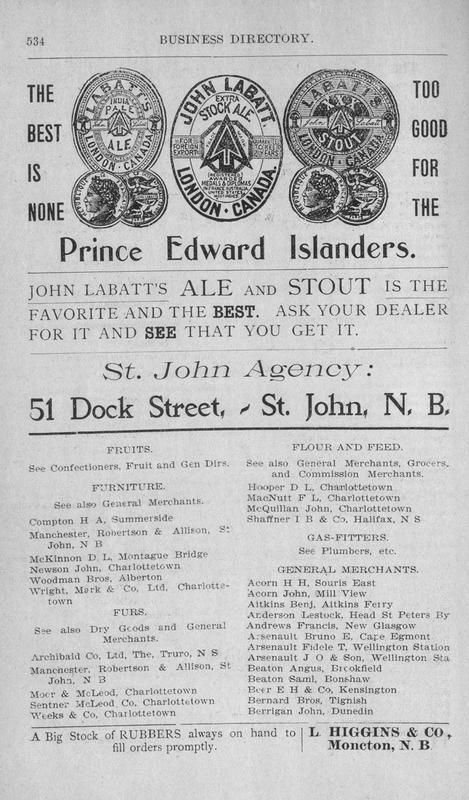 534
BUSINESS DIRECTORY.
THE
BEST
IS
NONE
LABATT'S
INDIA
PALE
ALE
LONDON · CANADA
JOHN LABATT.
EXTRA
STOCK ALE.
FOR
FOREIGN
EXPORT
REGISTERED
AWARDED
MEDALS & DIPLOMAS
LONDON · CANADA.
LABATT'S
STOUT
LONDON · CANADA.
TOO
GOOD
FOR
THE
Prince Edward Islanders.
JOHN LABATT'S ALE AND STOUT IS THE
FAVORITE AND THE BEST. ASK YOUR DEALER
FOR IT AND SEE THAT YOU GET IT.
St. John Agency:
51 Dock Street, - St. John, N. B.
FRUITS.
See Confectioners, Fruit and Gen Dirs.
FURNITURE.
See also General Merchants.
Compton H A, Summerside
Manchester, Robertson & Allison, St
John, N B
McKinnon D L, Montague Bridge
Newson John, Charlottetown
Woodman Bros, Alberton
Wright, Mark & Co, Ltd, Charlotte-
town
FURS.
See also Dry Goods and General
Merchants.
Archibald Co, Ltd, The, Truro, N S
Manchester, Robertson & Allison, St
John, N B
Moor & McLeod, Charlottetown
Sentner McLeod Co, Charlottetown
Weeks & Co, Charlottetown
FLOUR AND FEED.
See also General Merchants, Grocers,
and Commission Merchants.
Hooper D L, Charlottetown
MacNutt F L, Charlottetown
McQuillan John, Charlottetown
Shaffner I B & Co, Halifax, N S
GAS-FITTERS.
See Plumbers, etc.
GENERAL MERCHANTS.
Acorn H H, Souris East
Acorn John, Mill View
Aitkins Benj, Aitkins Ferry
Anderson Lestock, Head St Peters By
Andrews Francis, New Glasgow
Arsenault Bruno E, Cape Egmont
Arsenault Fidele T, Wellington Station
Arsenault J O & Son, Wellington Sta
Beaton Angus, Brookfield
Beaton Saml, Bonshaw
Beer E H & Co, Kensington
Bernard Bros, Tignish
Berrigan John, Dunedin
A Big Stock of RUBBERS always on hand to
fill orders promptly.
L HIGGINS & CO,
Moncton, N. B